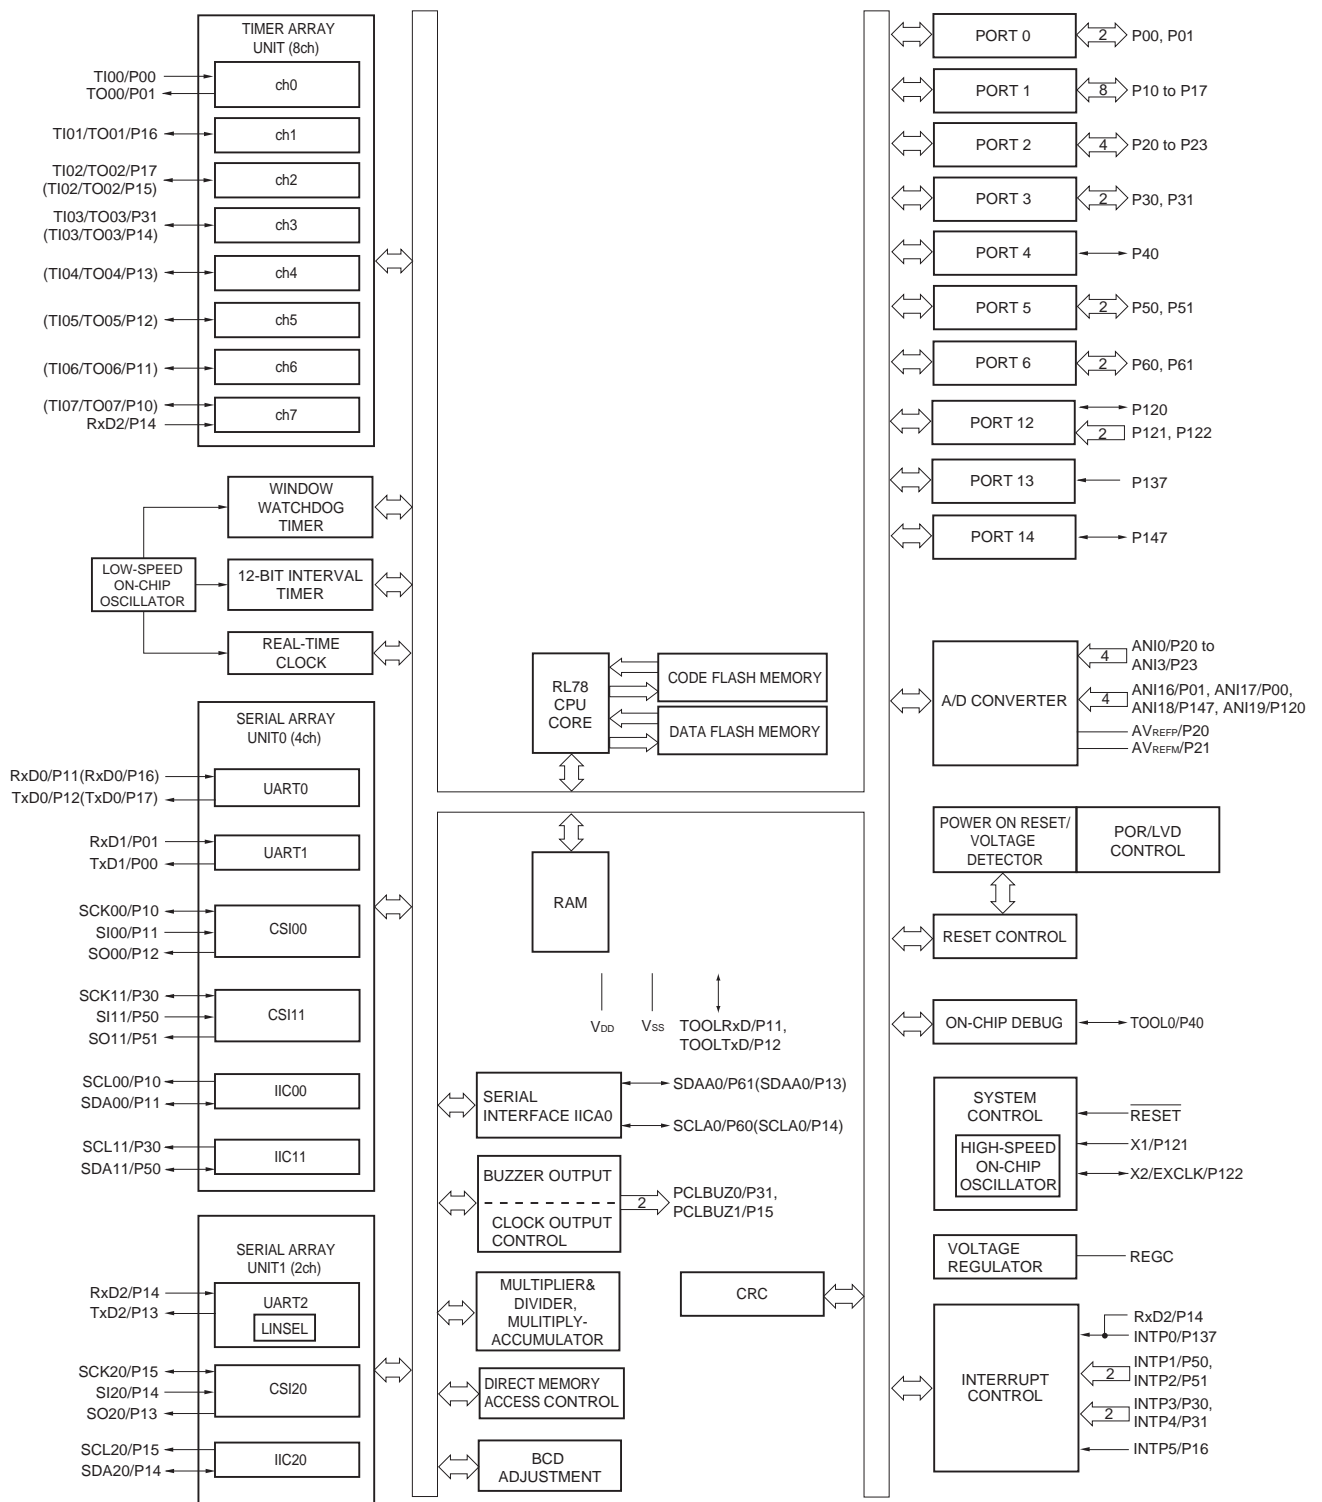 TIMER ARRAY
UNIT (8ch)
TI00/P00
TO00/P01
ch0
TI01/TO01/P16
ch1
TI02/TO02/P17
(TI02/TO02/P15)
ch2
TI03/TO03/P31
(TI03/TO03/P14)
ch3
(TI04/TO04/P13)
ch4
(TI05/TO05/P12)
ch5
(TI06/TO06/P11)
ch6
(TI07/TO07/P10)
RxD2/P14
ch7
WINDOW
WATCHDOG
TIMER
LOW-SPEED
ON-CHIP
OSCILLATOR
12-BIT INTERVAL
TIMER
REAL-TIME
CLOCK
SERIAL ARRAY
UNIT0 (4ch)
RxD0/P11(RxD0/P16)
TxD0/P12(TxD0/P17)
UART0
RxD1/P01
TxD1/P00
UART1
SCK00/P10
SI00/P11
SO00/P12
CSI00
SCK11/P30
SI11/P50
SO11/P51
CSI11
SCL00/P10
SDA00/P11
IIC00
SCL11/P30
SDA11/P50
IIC11
SERIAL ARRAY
UNIT1 (2ch)
RxD2/P14
TxD2/P13
UART2
LINSEL
SCK20/P15
SI20/P14
SO20/P13
CSI20
SCL20/P15
SDA20/P14
IIC20
RL78
CPU
CORE
CODE FLASH MEMORY
DATA FLASH MEMORY
RAM
VDD
VSS
TOOLRxD/P11,
TOOLTxD/P12
SERIAL
INTERFACE IICA0
SDAA0/P61(SDAA0/P13)
SCLA0/P60(SCLA0/P14)
BUZZER OUTPUT
CLOCK OUTPUT
CONTROL
2
PCLBUZ0/P31,
PCLBUZ1/P15
MULTIPLIER&
DIVIDER,
MULITIPLY-
ACCUMULATOR
DIRECT MEMORY
ACCESS CONTROL
BCD
ADJUSTMENT
CRC
PORT 0
2
P00, P01
PORT 1
8
P10 to P17
PORT 2
4
P20 to P23
PORT 3
2
P30, P31
PORT 4
P40
PORT 5
2
P50, P51
PORT 6
2
P60, P61
PORT 12
P120
2
P121, P122
PORT 13
P137
PORT 14
P147
A/D CONVERTER
4
ANI0/P20 to
ANI3/P23
4
ANI16/P01, ANI17/P00,
ANI18/P147, ANI19/P120
AVREFP/P20
AVREFM/P21
POWER ON RESET/
VOLTAGE
DETECTOR
POR/LVD
CONTROL
RESET CONTROL
ON-CHIP DEBUG
TOOL0/P40
SYSTEM
CONTROL
HIGH-SPEED
ON-CHIP
OSCILLATOR
RESET
X1/P121
X2/EXCLK/P122
VOLTAGE
REGULATOR
REGC
INTERRUPT
CONTROL
RxD2/P14
INTP0/P137
2
INTP1/P50,
INTP2/P51
2
INTP3/P30,
INTP4/P31
INTP5/P16